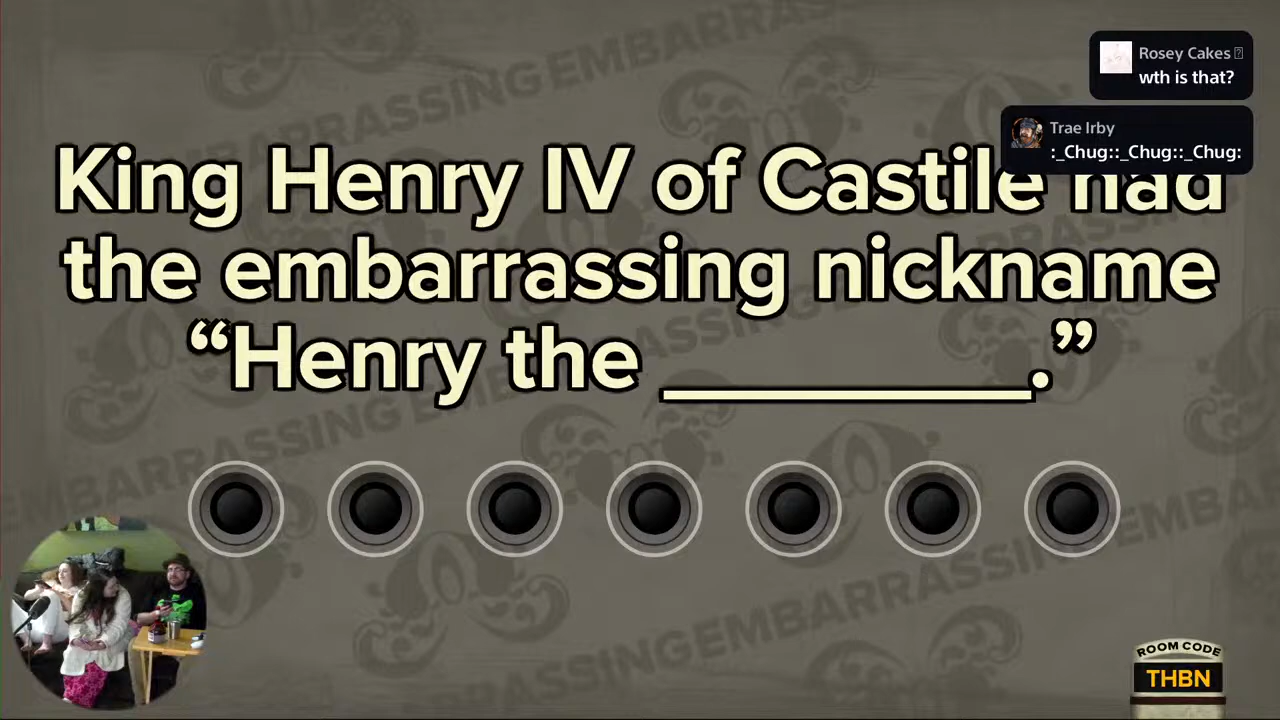 King Henry IV of Castile had
the embarrassing nickname
“Henry the ________.”
Rosey Cakes
wth is that?
Trae Irby
:_Chug::_Chug::_Chug:
EMBARRASSING
ROOM CODE
THBN